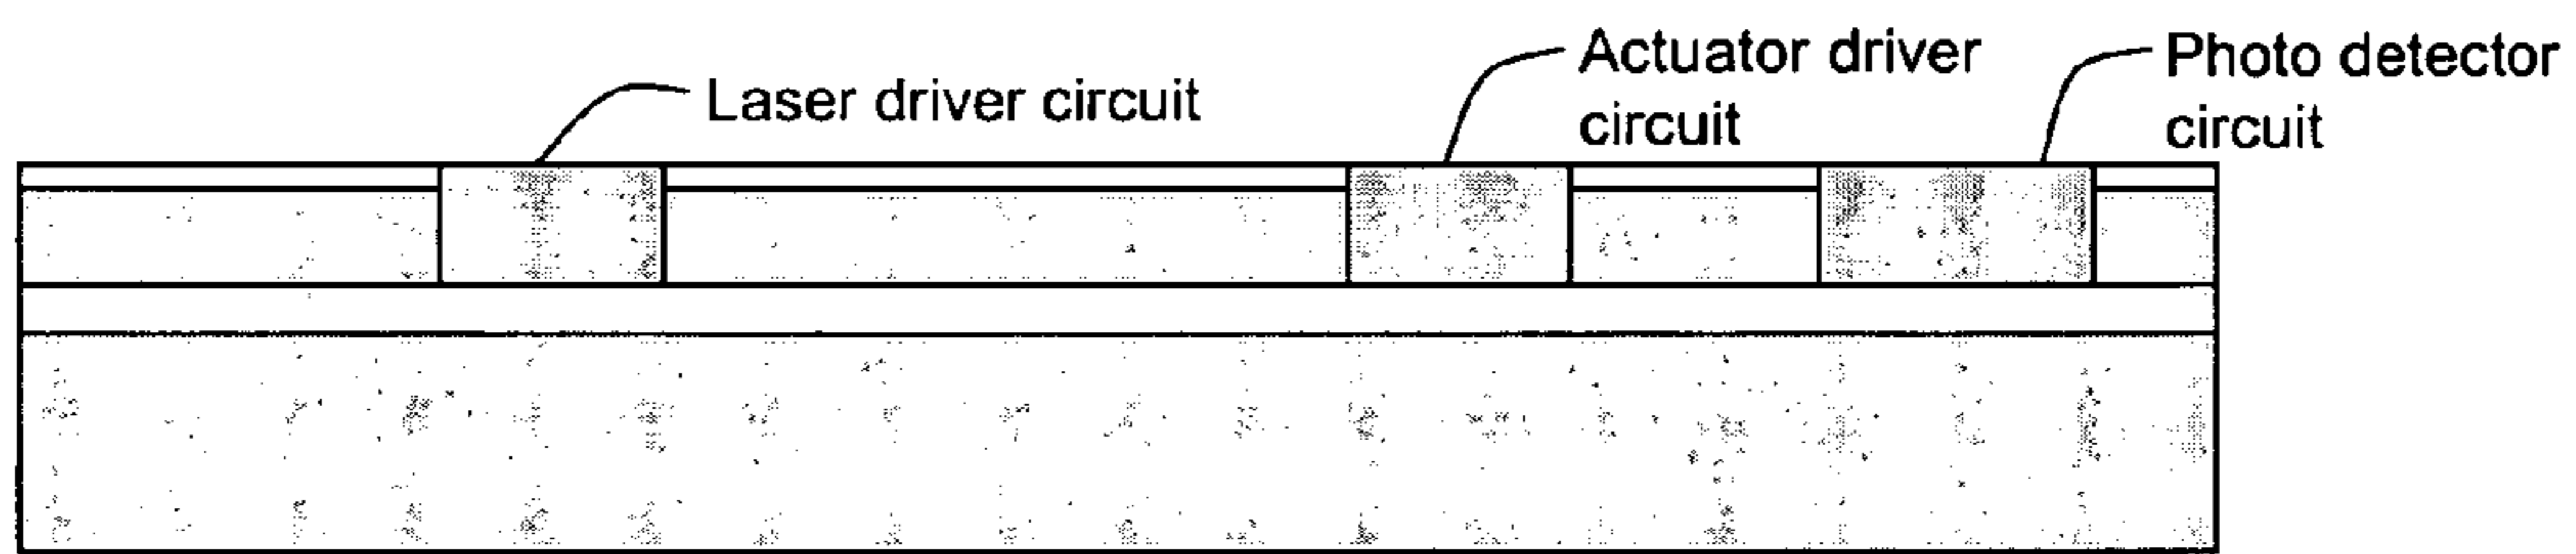 Laser driver circuit
Actuator driver
circuit
Photo detector
circuit